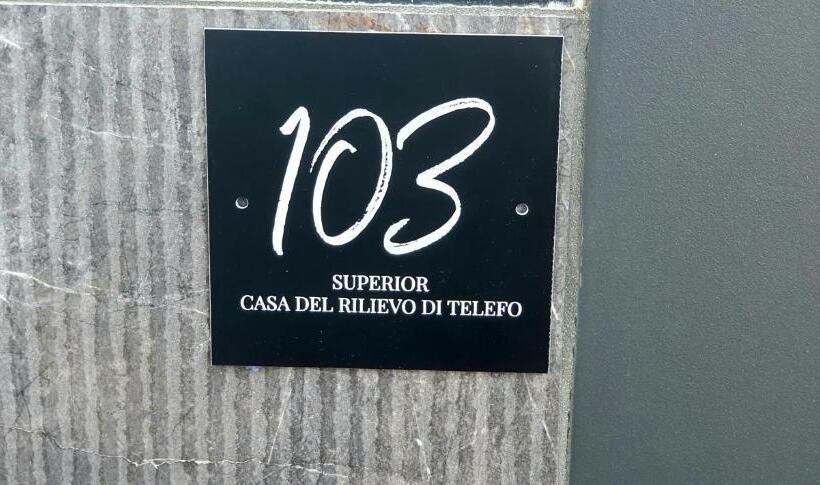 103
SUPERIOR
CASA DEL RILIEVO DI TELEFO